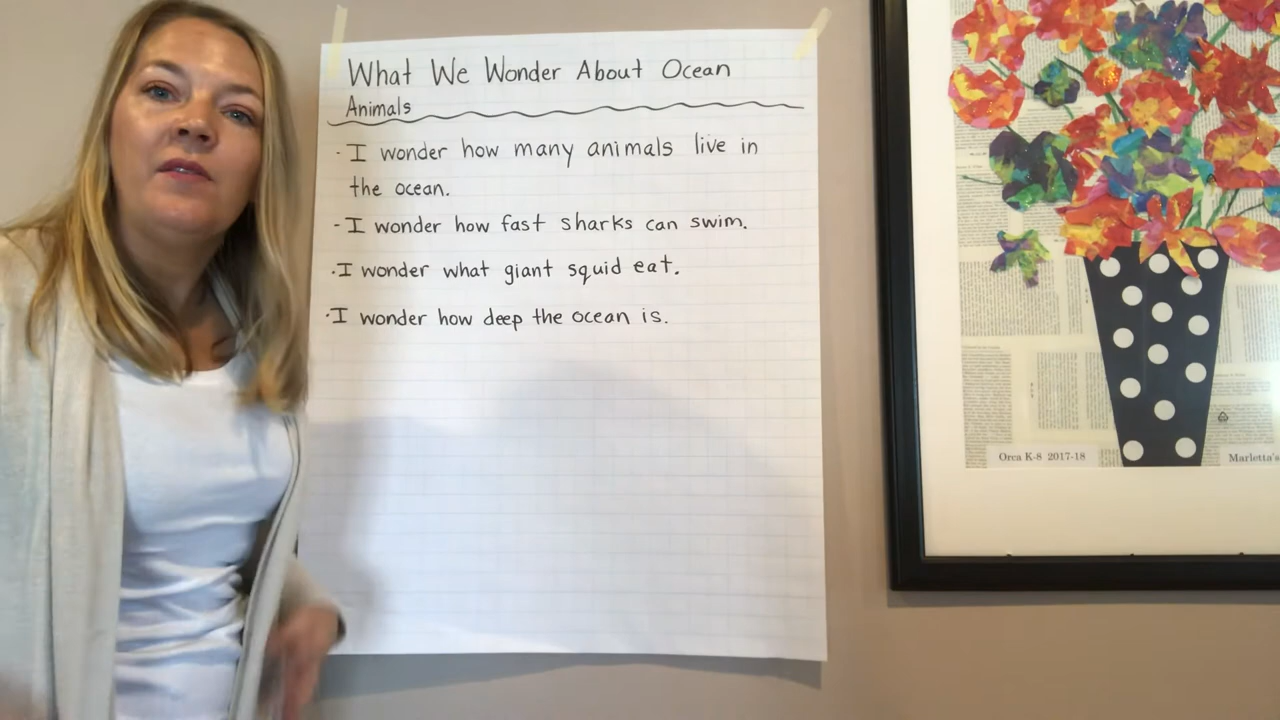 What We Wonder About Ocean
Animals
· I wonder how many animals live in
the ocean.
- I wonder how fast sharks can swim.
· I wonder what giant squid eat.
· I wonder how deep the ocean is.
Orca K-8 2017-18
Marletta's